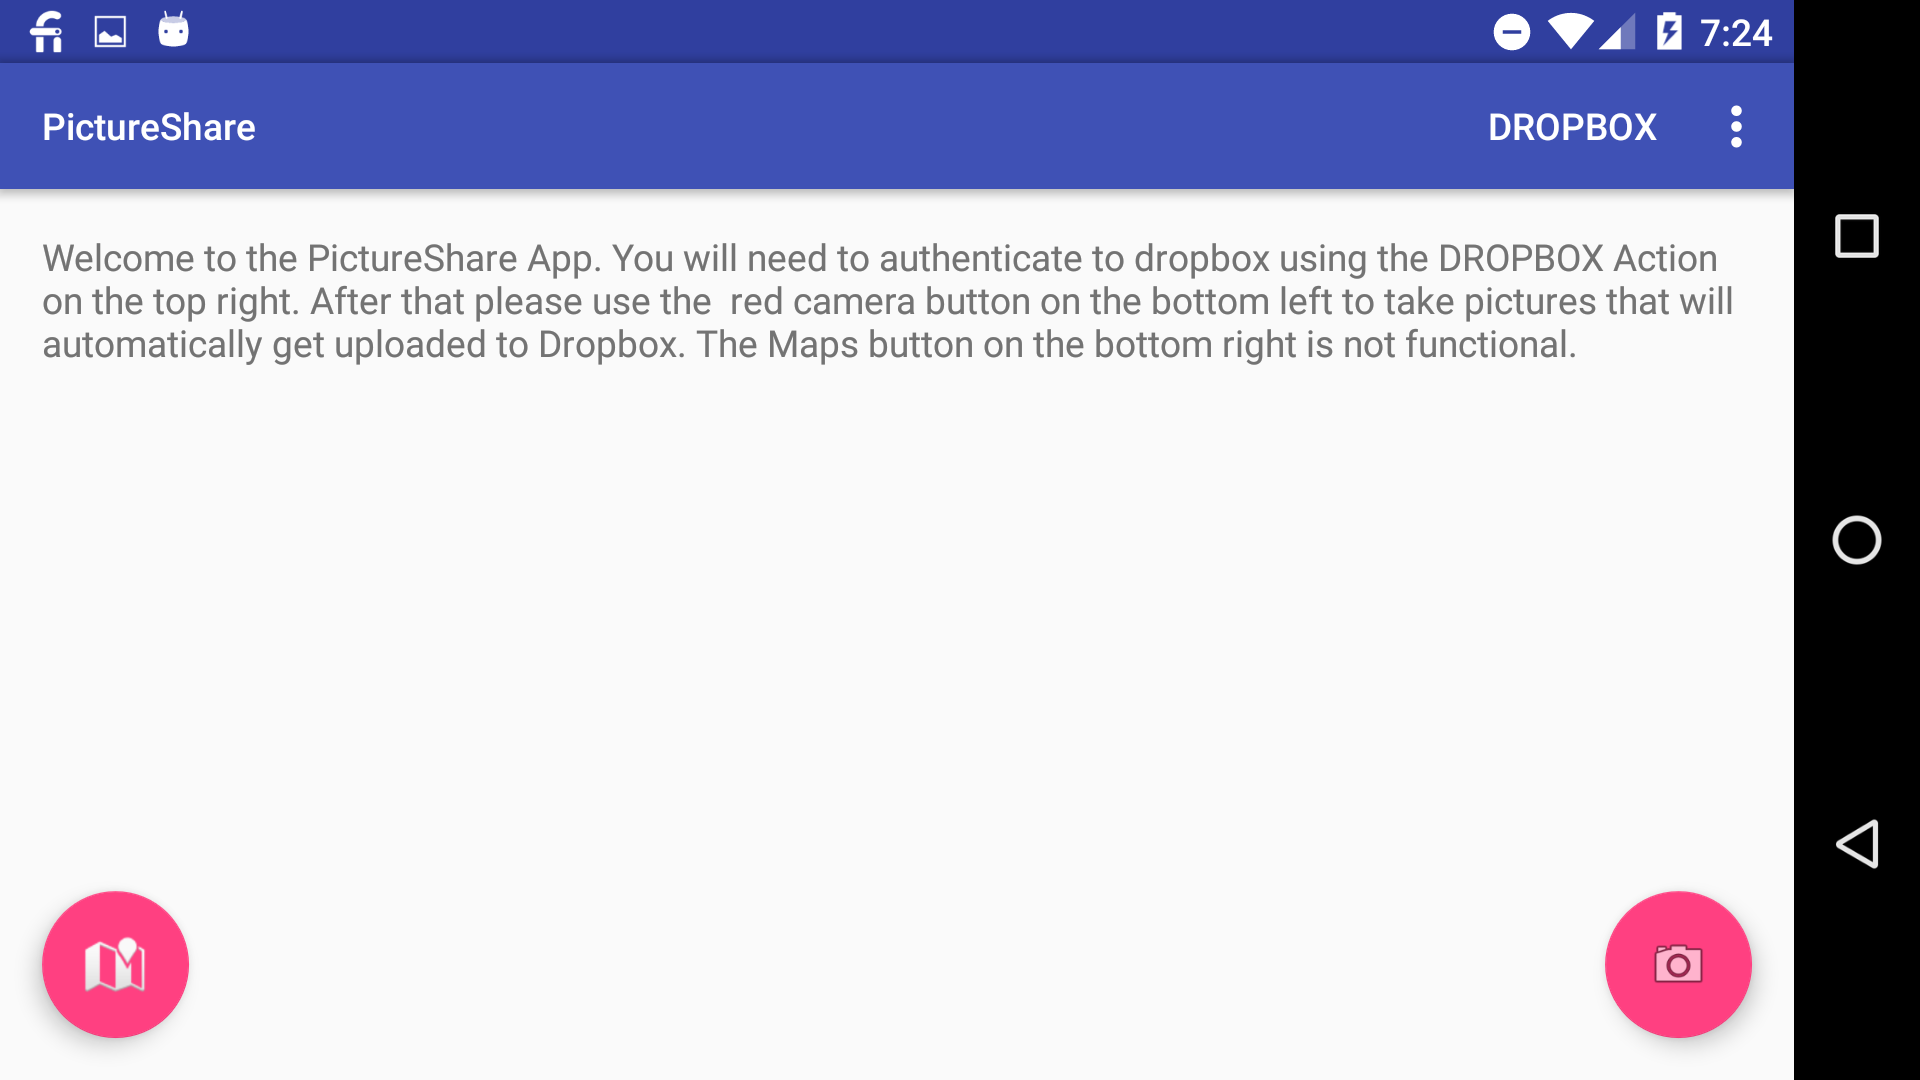 7:24
PictureShare
DROPBOX
Welcome to the PictureShare App. You will need to authenticate to dropbox using the DROPBOX Action
on the top right. After that please use the  red camera button on the bottom left to take pictures that will
automatically get uploaded to Dropbox. The Maps button on the bottom right is not functional.